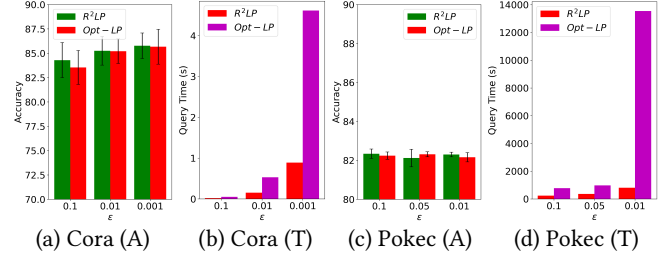 R²LP
Opt − LP
Accuracy
90.0
87.5
85.0
82.5
80.0
77.5
75.0
72.5
70.0
0.1 0.01 0.001
ε
(a) Cora (A)
R²LP
Opt − LP
Query Time (s)
4
3
2
1
0
0.1 0.01 0.001
ε
(b) Cora (T)
R²LP
Opt − LP
Accuracy
90
88
86
84
82
80
0.1 0.05 0.01
ε
(c) Pokec (A)
R²LP
Opt − LP
Query Time (s)
14000
12000
10000
8000
6000
4000
2000
0
0.1 0.05 0.01
ε
(d) Pokec (T)